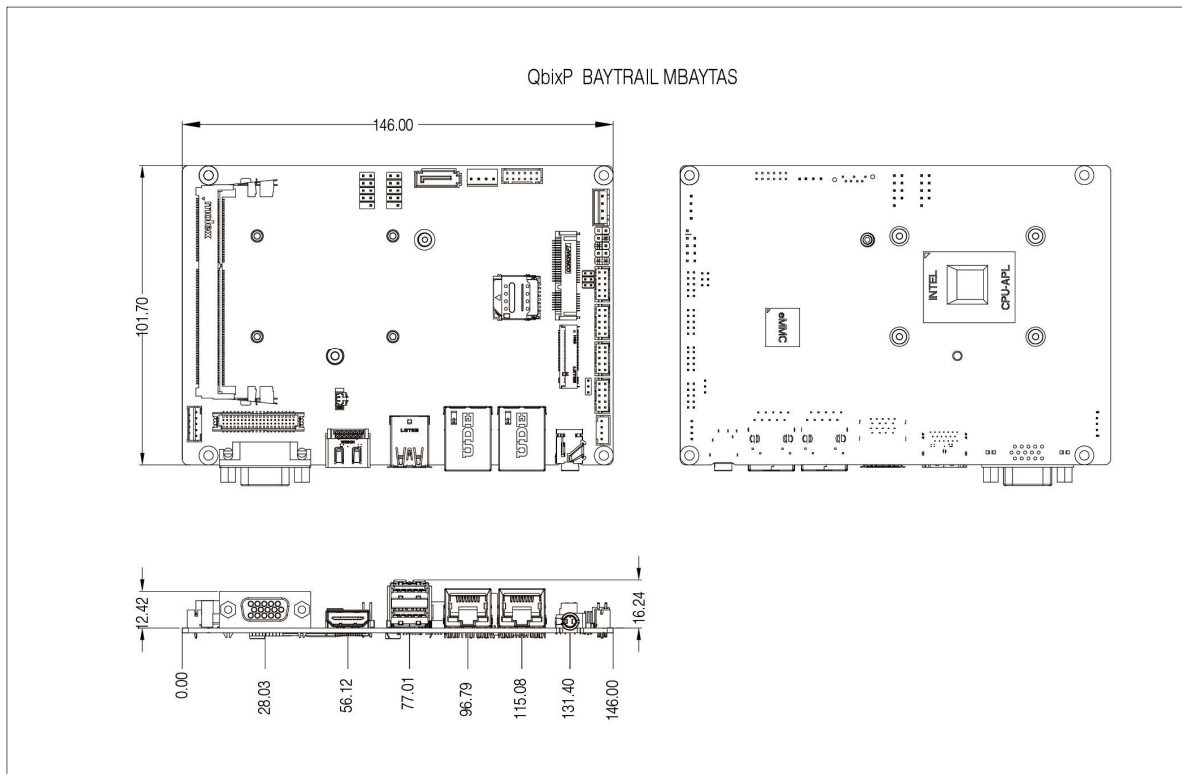 QbixP BAYTRAIL MBAYTAS
146.00
101.70
molex
LOTES
INTEL
CPU-APL
eMMC
12.42
16.24
0.00
28.03
56.12
77.01
96.79
115.08
131.40
146.00